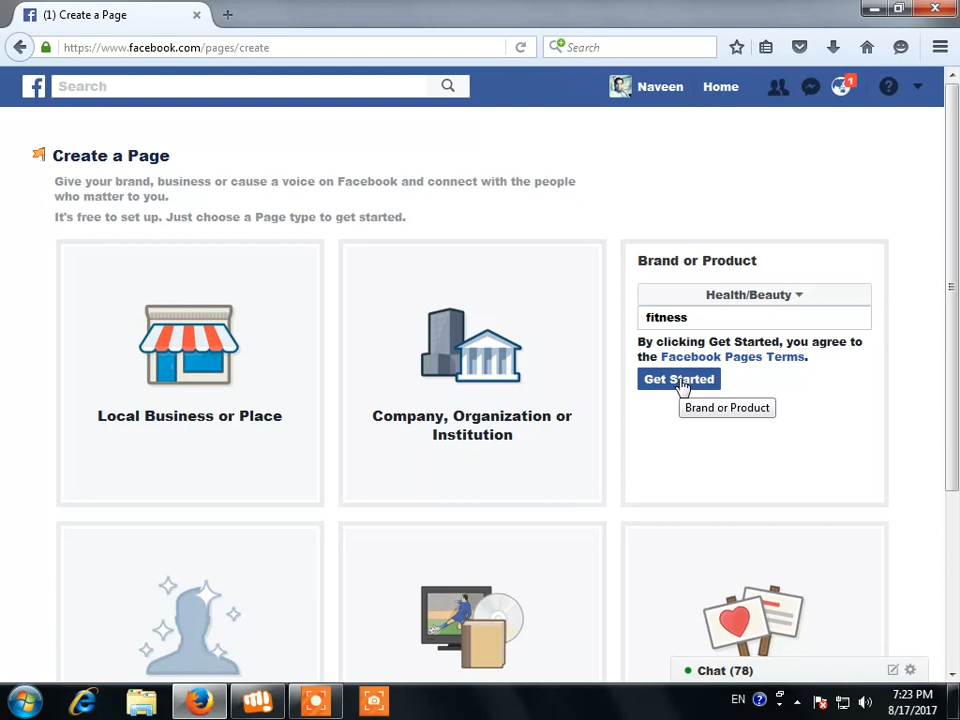 (1) Create a Page
https://www.facebook.com/pages/create
Search
Search
Naveen
Home
1
Create a Page
Give your brand, business or cause a voice on Facebook and connect with the people
who matter to you.
It's free to set up. Just choose a Page type to get started.
Local Business or Place
Company, Organization or
Institution
Brand or Product
Health/Beauty
fitness
By clicking Get Started, you agree to
the Facebook Pages Terms.
Get Started
Brand or Product
Chat (78)
EN
7:23 PM
8/17/2017